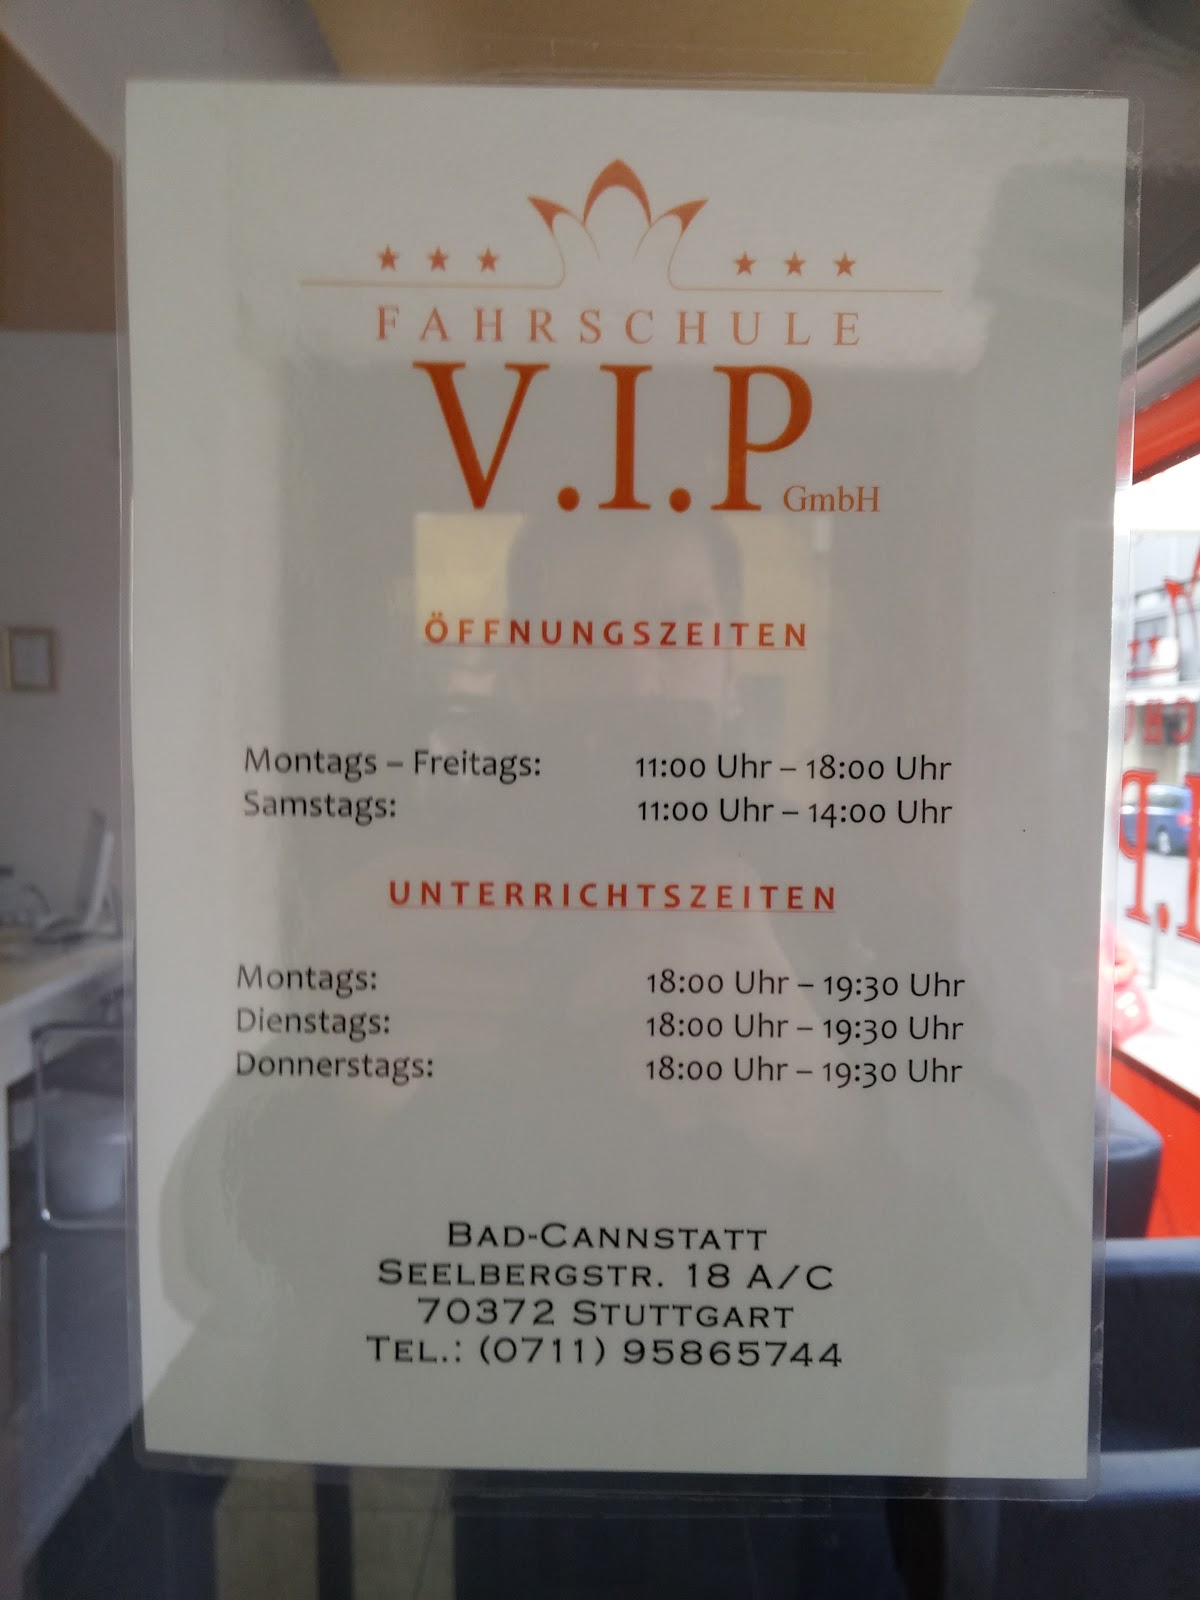 FAHRSCHULE
V.I.P GmbH
ÖFFNUNGSZEITEN
Montags – Freitags: 11:00 Uhr – 18:00 Uhr
Samstags: 11:00 Uhr – 14:00 Uhr
UNTERRICHTSZEITEN
Montags: 18:00 Uhr – 19:30 Uhr
Dienstags: 18:00 Uhr – 19:30 Uhr
Donnerstags: 18:00 Uhr – 19:30 Uhr
BAD-CANNSTATT
SEELBERGSTR. 18 A/C
70372 STUTTGART
TEL.: (0711) 95865744